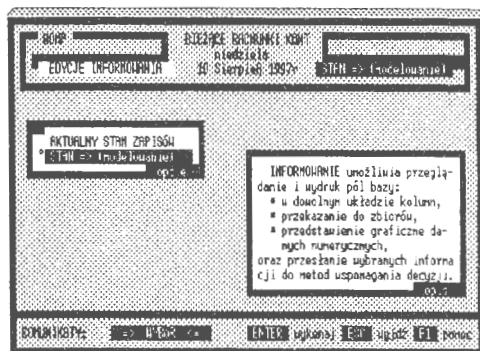 BIEŻĄCE RACHUNKI KONT
niedziela
10 Sierpień 1997r
EDYCJE INFORMOWANIA
STAN => (modelowanie)
AKTUALNY STAN ZAPISÓW
* STAN => (modelowanie)
INFORMOWANIE umożliwia przeglą-
danie i wydruk pól bazy:
* w dowolnym układzie kolumn,
* przekazanie do zbiorów,
* przedstawienie graficzne da-
nych numerycznych,
oraz przesłanie wybranych informa
cji do metod wspomagania decyzji.
KOMUNIKATY: => WYBÓR <= ENTER wykonaj wyjdź F1 pomoc